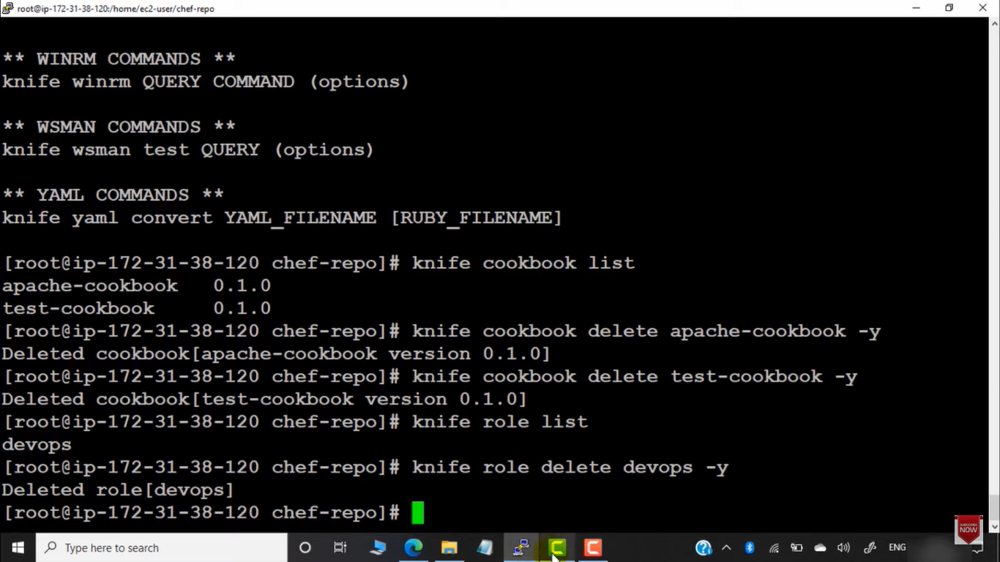 root@ip-172-31-38-120:/home/ec2-user/chef-repo
** WINRM COMMANDS **
knife winrm QUERY COMMAND (options)
** WSMAN COMMANDS **
knife wsman test QUERY (options)
** YAML COMMANDS **
knife yaml convert YAML_FILENAME [RUBY_FILENAME]
[root@ip-172-31-38-120 chef-repo]# knife cookbook list
apache-cookbook 0.1.0
test-cookbook 0.1.0
[root@ip-172-31-38-120 chef-repo]# knife cookbook delete apache-cookbook -y
Deleted cookbook[apache-cookbook version 0.1.0]
[root@ip-172-31-38-120 chef-repo]# knife cookbook delete test-cookbook -y
Deleted cookbook[test-cookbook version 0.1.0]
[root@ip-172-31-38-120 chef-repo]# knife role list
devops
[root@ip-172-31-38-120 chef-repo]# knife role delete devops -y
Deleted role[devops]
[root@ip-172-31-38-120 chef-repo]#
SUBSCRIBE
NOW
Type here to search
ENG